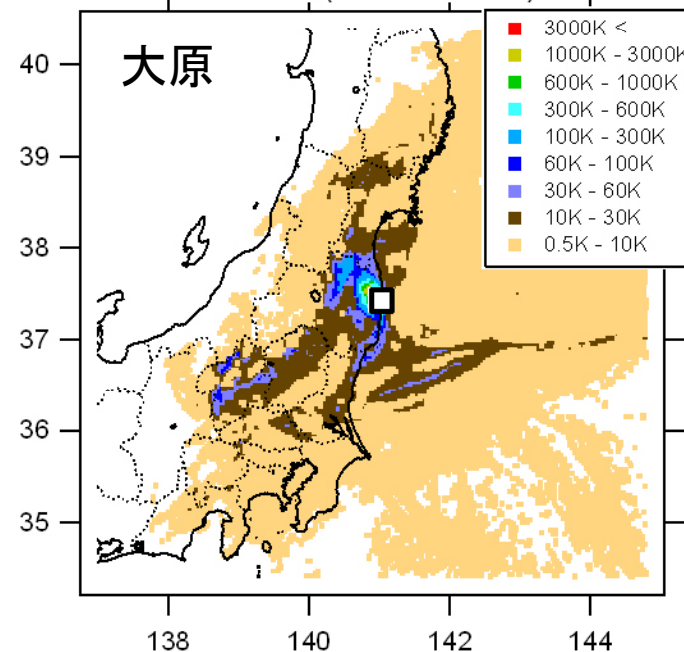 大原
3000K <
1000K - 3000K
600K - 1000K
300K - 600K
100K - 300K
60K - 100K
30K - 60K
10K - 30K
0.5K - 10K
40
39
38
37
36
35
138
140
142
144